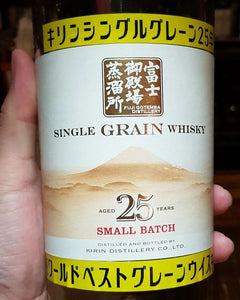 キリンシングルグレーン25年
富士
御殿場
蒸溜所
FUJI GOTEMBA
DISTILLERY
SINGLE GRAIN WHISKY
AGED 25 YEARS
SMALL BATCH
DISTILLED AND BOTTLED BY
KIRIN DISTILLERY CO., LTD.
ワールドベストグレーンウイス